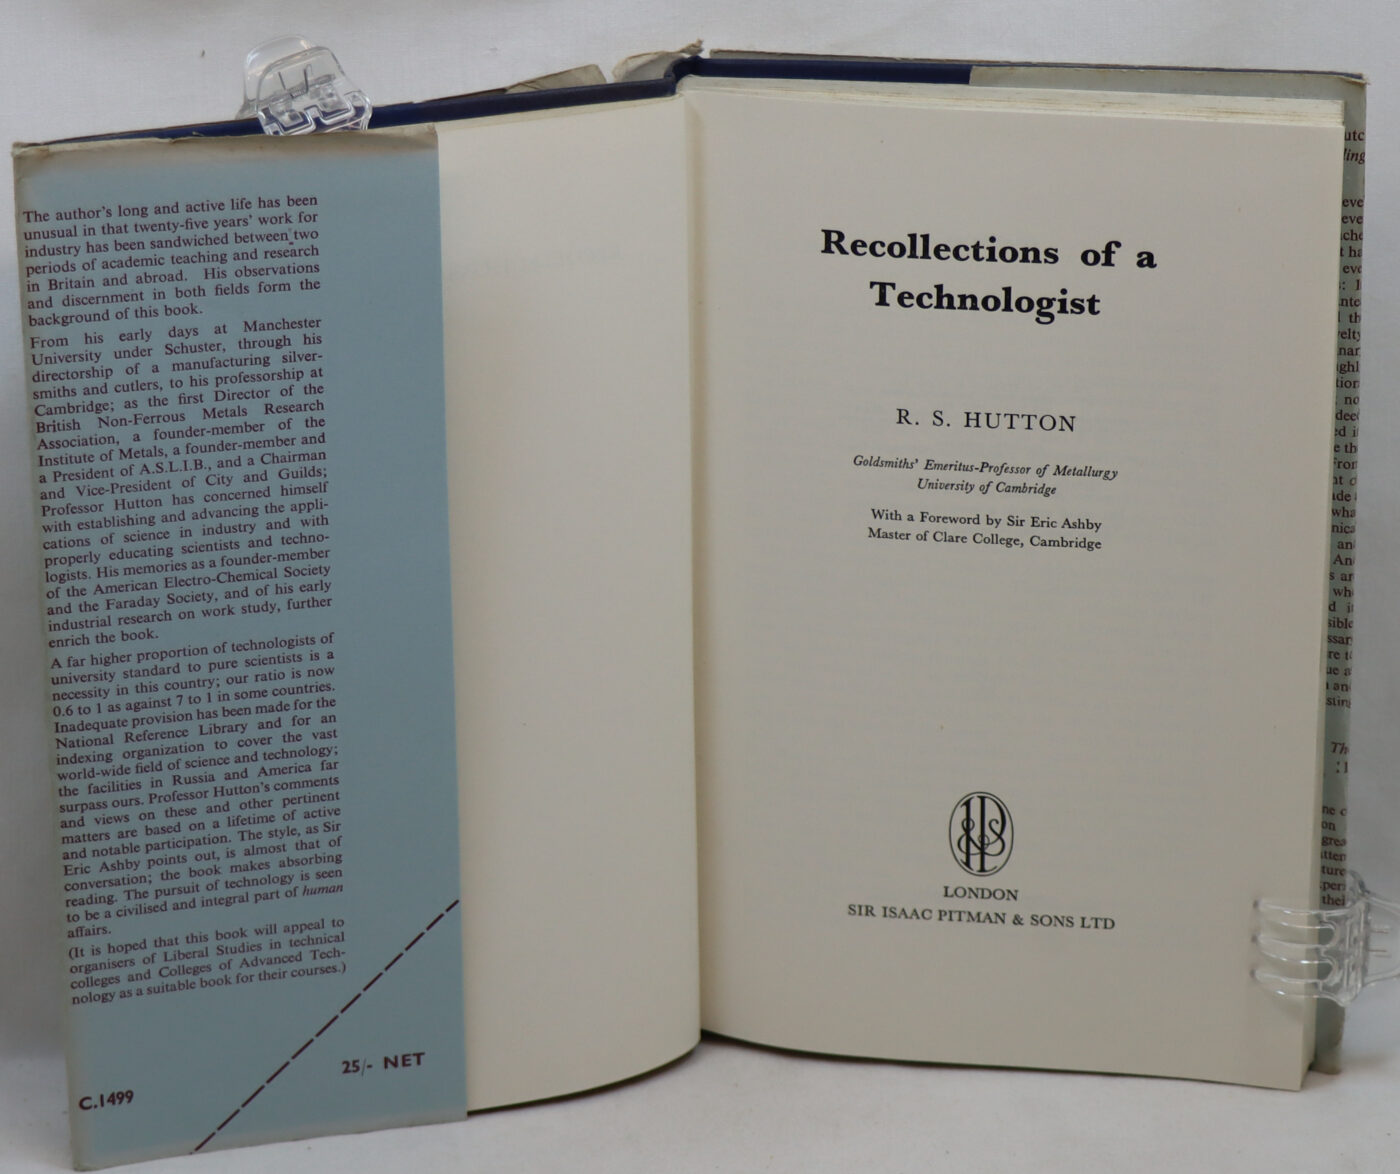 The author's long and active life has been
unusual in that twenty-five years' work for
industry has been sandwiched between two
periods of academic teaching and research
in Britain and abroad. His observations
and discernment in both fields form the
background of this book.
From his early days at Manchester
University under Schuster, through his
directorship of a manufacturing silver-
smiths and cutlers, to his professorship at
Cambridge; as the first Director of the
British Non-Ferrous Metals Research
Association, a founder-member of the
Institute of Metals, a founder-member and
a President of A.S.L.I.B., and a Chairman
and Vice-President of City and Guilds;
Professor Hutton has concerned himself
with establishing and advancing the appli-
cations of science in industry and with
properly educating scientists and techno-
logists. His memories as a founder-member
of the American Electro-Chemical Society
and the Faraday Society, and of his early
industrial research on work study, further
enrich the book.
A far higher proportion of technologists of
university standard to pure scientists is a
necessity in this country; our ratio is now
0.6 to 1 as against 7 to 1 in some countries.
Inadequate provision has been made for the
National Reference Library and for an
indexing organization to cover the vast
world-wide field of science and technology;
the facilities in Russia and America far
surpass ours. Professor Hutton's comments
and views on these and other pertinent
matters are based on a lifetime of active
and notable participation. The style, as Sir
Eric Ashby points out, is almost that of
conversation; the book makes absorbing
reading. The pursuit of technology is seen
to be a civilised and integral part of human
affairs.
(It is hoped that this book will appeal to
organisers of Liberal Studies in technical
colleges and Colleges of Advanced Tech-
nology as a suitable book for their courses.)
25/- NET
C.1499
Recollections of a
Technologist
R. S. HUTTON
Goldsmiths' Emeritus-Professor of Metallurgy
University of Cambridge
With a Foreword by Sir Eric Ashby
Master of Clare College, Cambridge
LONDON
SIR ISAAC PITMAN & SONS LTD